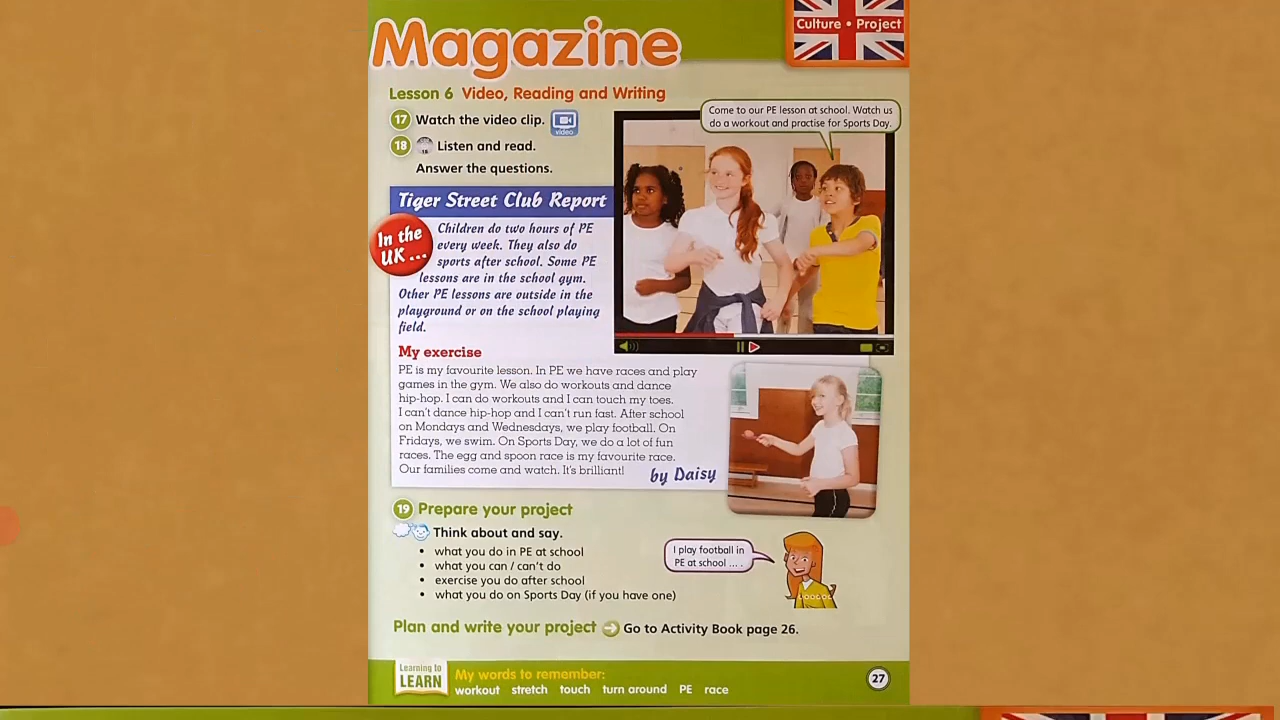 Magazine
Culture • Project
Lesson 6 Video, Reading and Writing
17 Watch the video clip.
video
18 Listen and read.
Answer the questions.
Come to our PE lesson at school. Watch us
do a workout and practise for Sports Day.
Tiger Street Club Report
In the
UK ...
Children do two hours of PE
every week. They also do
sports after school. Some PE
lessons are in the school gym.
Other PE lessons are outside in the
playground or on the school playing
field.
My exercise
PE is my favourite lesson. In PE we have races and play
games in the gym. We also do workouts and dance
hip-hop. I can do workouts and I can touch my toes.
I can't dance hip-hop and I can't run fast. After school
on Mondays and Wednesdays, we play football. On
Fridays, we swim. On Sports Day, we do a lot of fun
races. The egg and spoon race is my favourite race.
Our families come and watch. It's brilliant!
by Daisy
19 Prepare your project
Think about and say.
• what you do in PE at school
• what you can / can't do
• exercise you do after school
• what you do on Sports Day (if you have one)
I play football in
PE at school ... .
Plan and write your project Go to Activity Book page 26.
Learning to
LEARN
My words to remember:
workout stretch touch turn around PE race
27